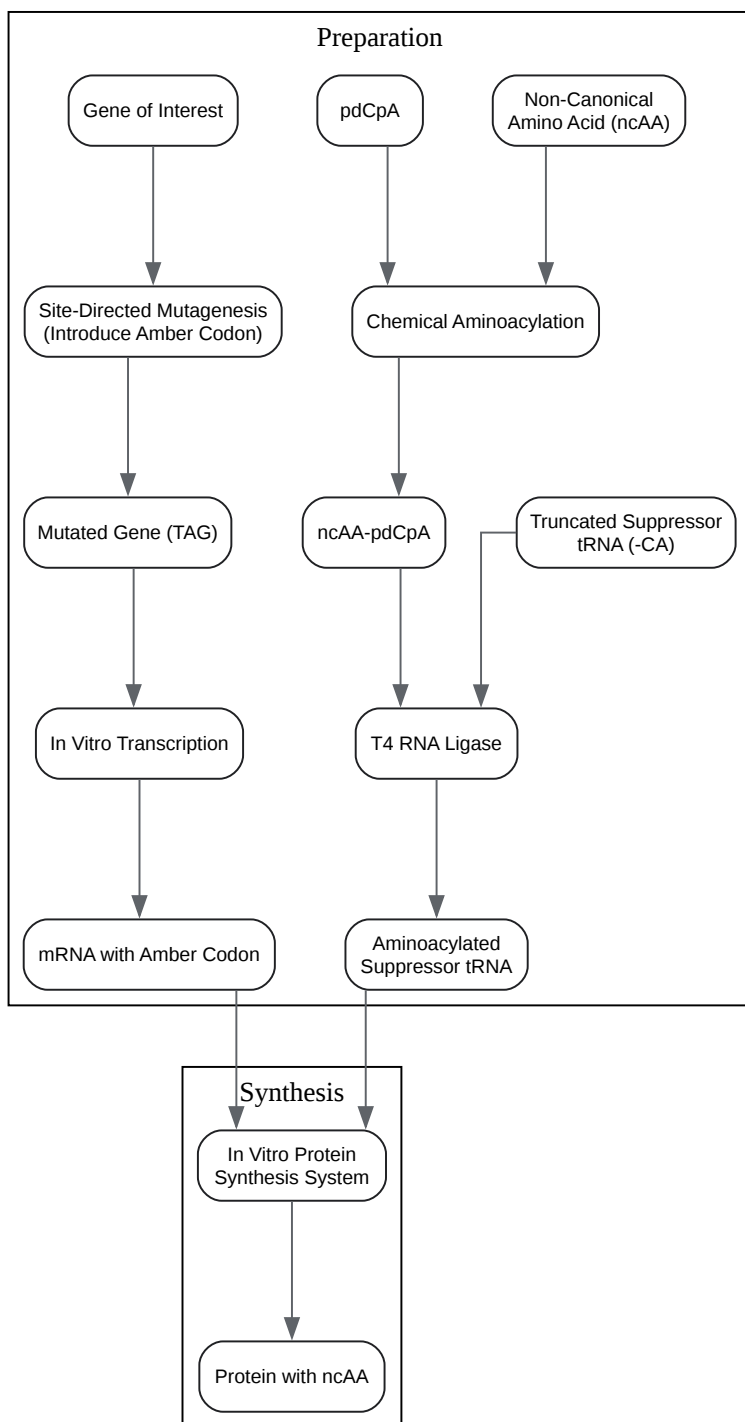 Preparation
Gene of Interest
pdCpA
Non-Canonical
Amino Acid (ncAA)
Site-Directed Mutagenesis
(Introduce Amber Codon)
Chemical Aminoacylation
Mutated Gene (TAG)
ncAA-pdCpA
Truncated Suppressor
tRNA (-CA)
In Vitro Transcription
T4 RNA Ligase
mRNA with Amber Codon
Aminoacylated
Suppressor tRNA
Synthesis
In Vitro Protein
Synthesis System
Protein with ncAA